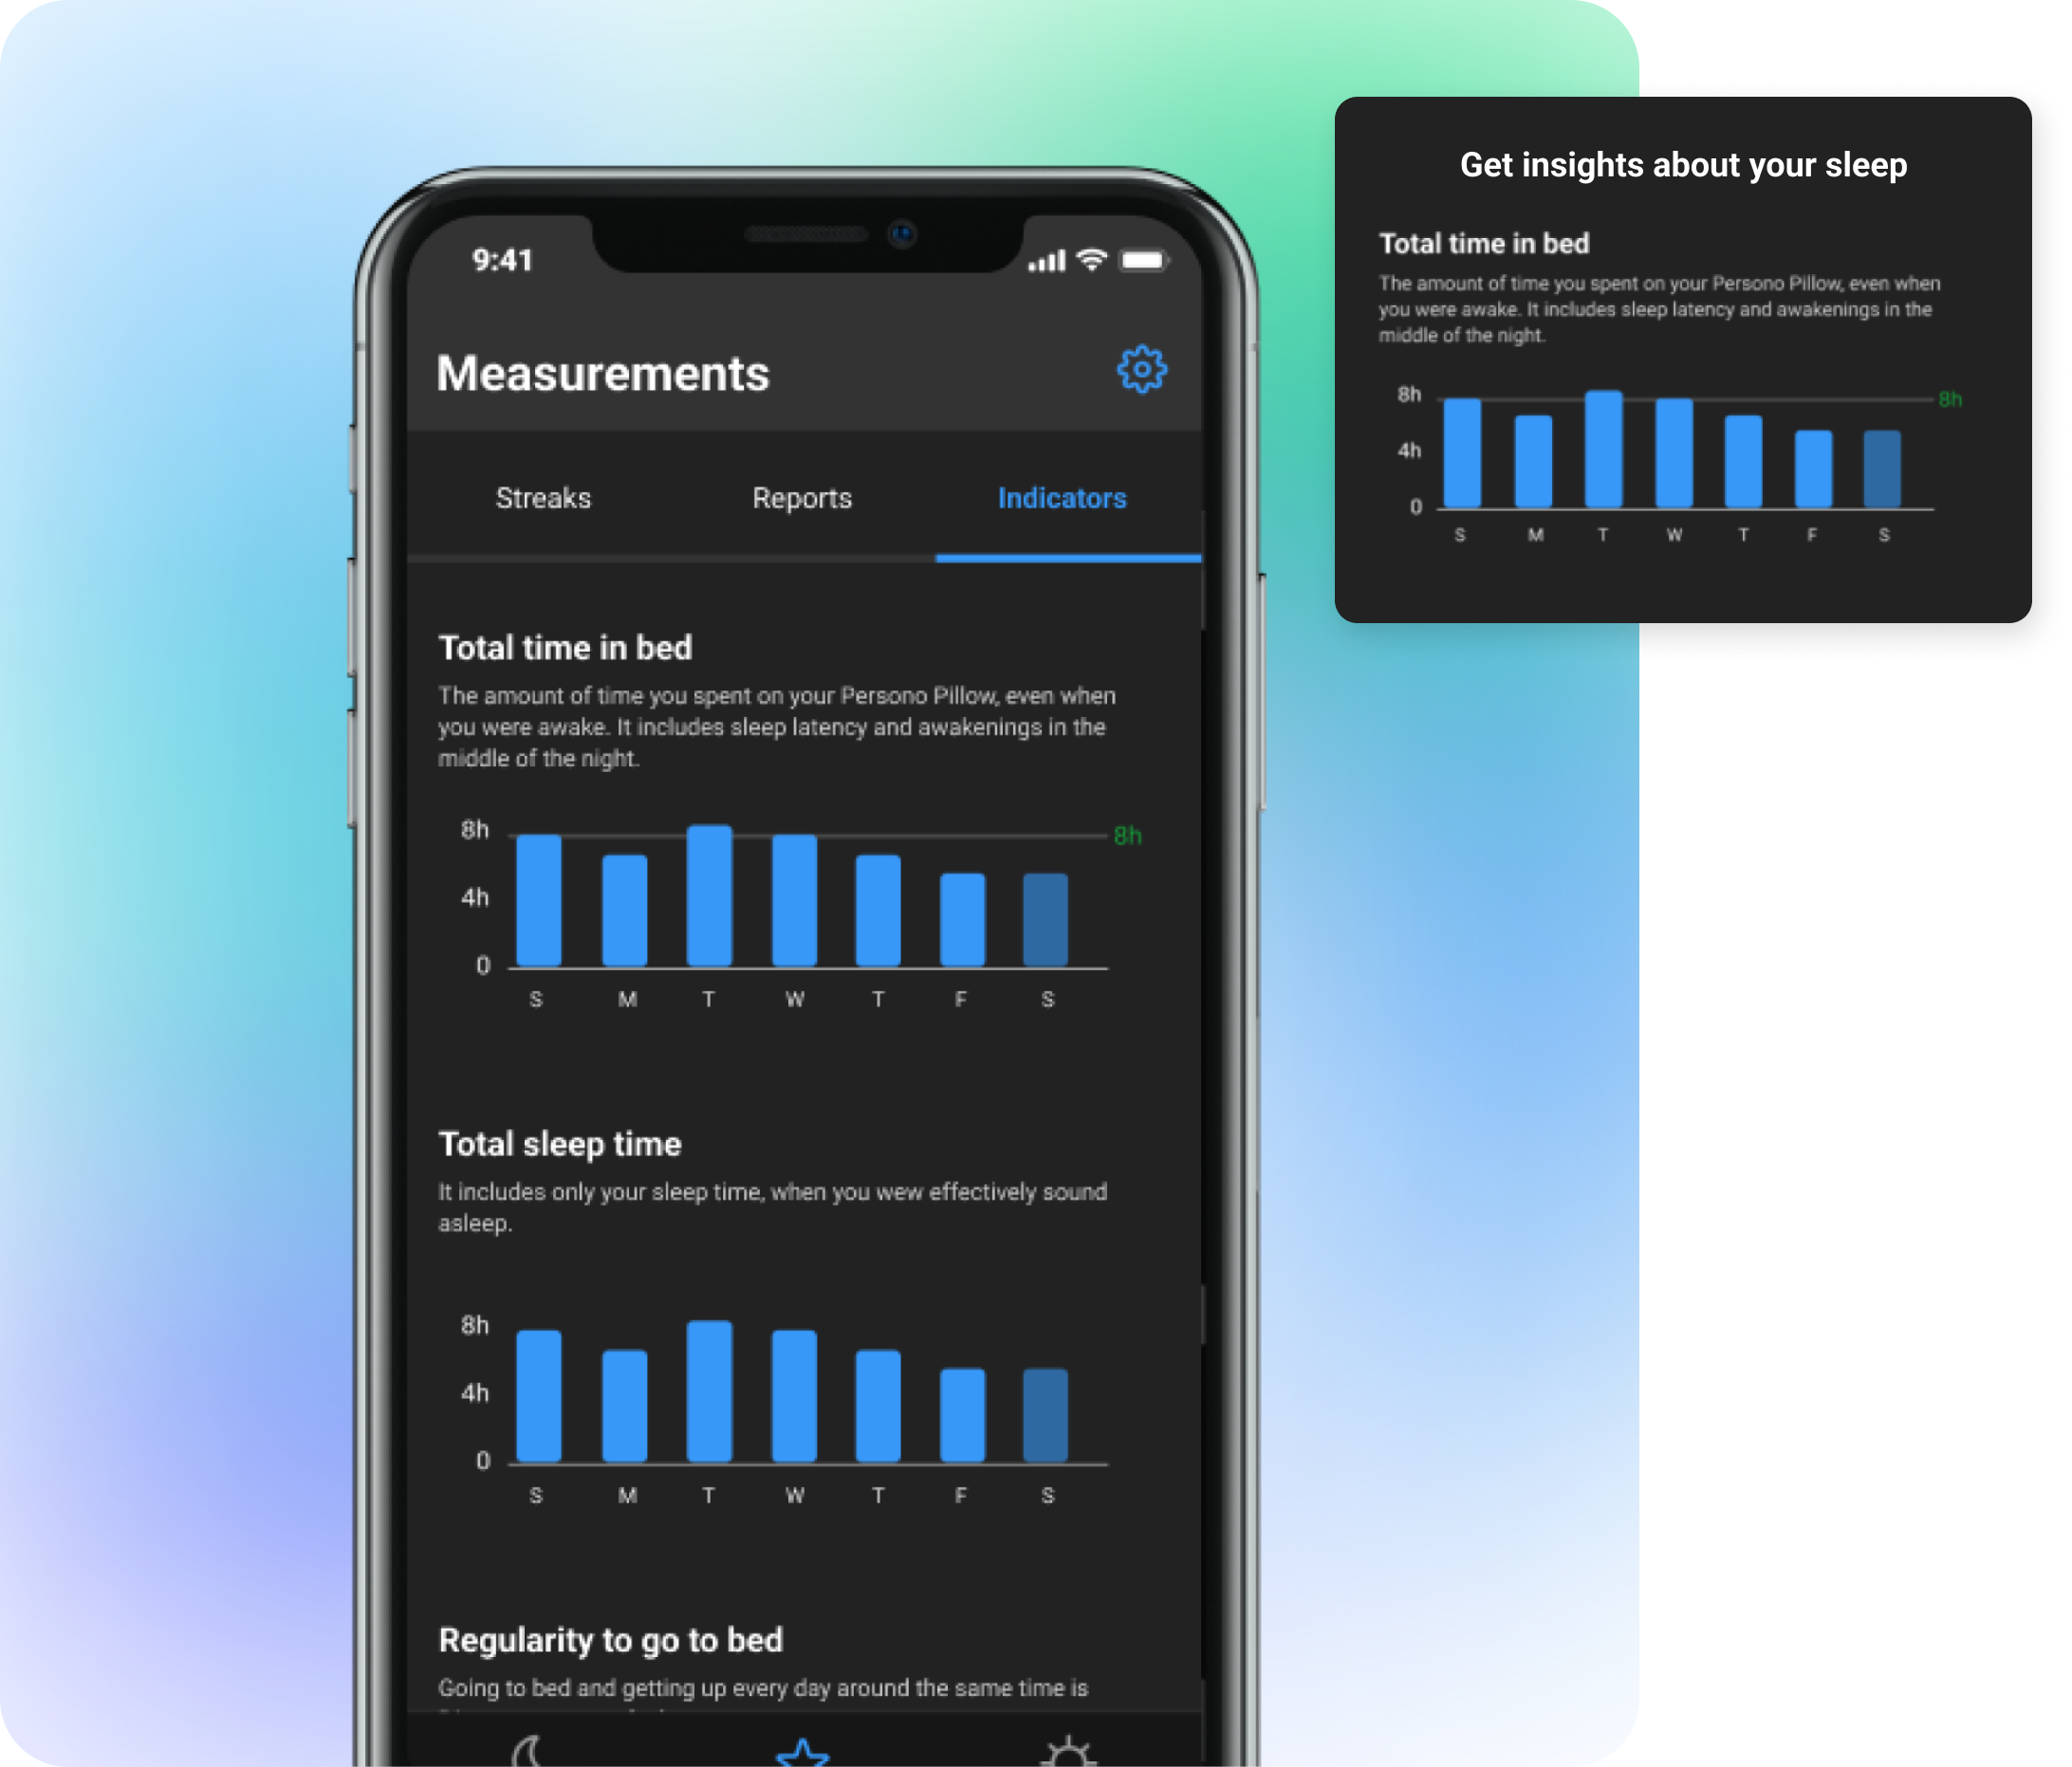 9:41
Measurements
Streaks Reports Indicators
Total time in bed
The amount of time you spent on your Persono Pillow, even when
you were awake. It includes sleep latency and awakenings in the
middle of the night.
8h
8h
4h
0
S M T W T F S
Total sleep time
It includes only your sleep time, when you wew effectively sound
asleep.
8h
4h
0
S M T W T F S
Regularity to go to bed
Going to bed and getting up every day around the same time is
Get insights about your sleep
Total time in bed
The amount of time you spent on your Persono Pillow, even when
you were awake. It includes sleep latency and awakenings in the
middle of the night.
8h
8h
4h
0
S M T W T F S